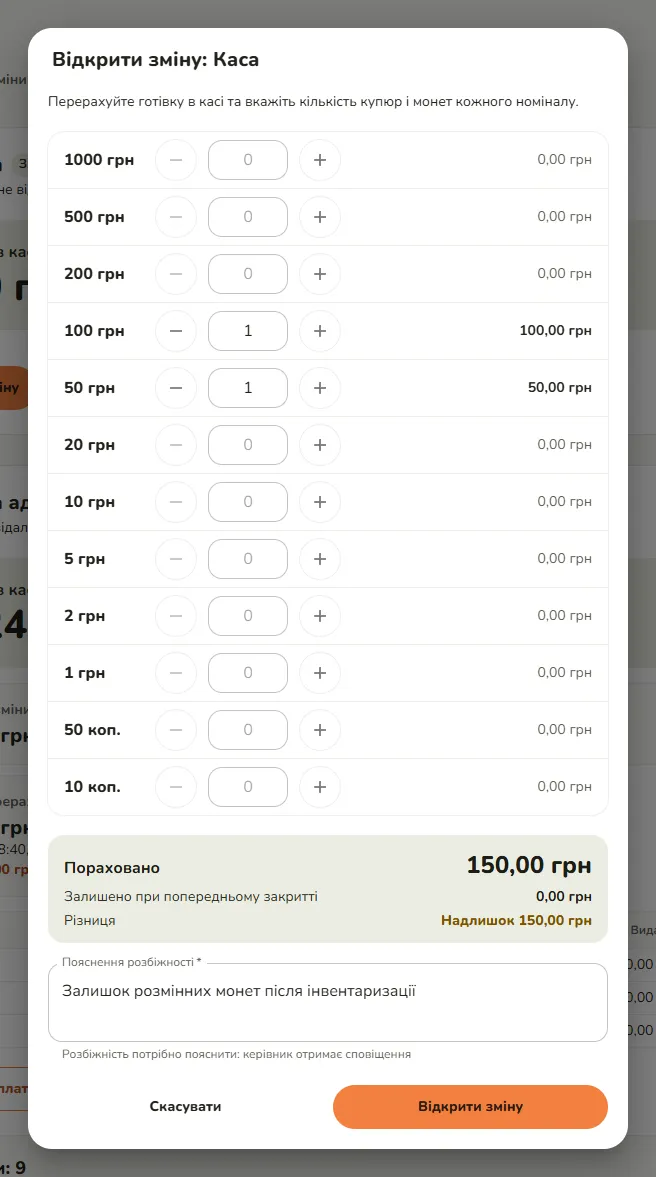 Відкрити зміну: Каса
Перерахуйте готівку в касі та вкажіть кількість купюр і монет кожного номіналу.
1000 грн − 0 + 0,00 грн
500 грн − 0 + 0,00 грн
200 грн − 0 + 0,00 грн
100 грн − 1 + 100,00 грн
50 грн − 1 + 50,00 грн
20 грн − 0 + 0,00 грн
10 грн − 0 + 0,00 грн
5 грн − 0 + 0,00 грн
2 грн − 0 + 0,00 грн
1 грн − 0 + 0,00 грн
50 коп. − 0 + 0,00 грн
10 коп. − 0 + 0,00 грн
Пораховано 150,00 грн
Залишено при попередньому закритті 0,00 грн
Різниця Надлишок 150,00 грн
Пояснення розбіжності *
Залишок розмінних монет після інвентаризації
Розбіжність потрібно пояснити: керівник отримає сповіщення
Скасувати Відкрити зміну